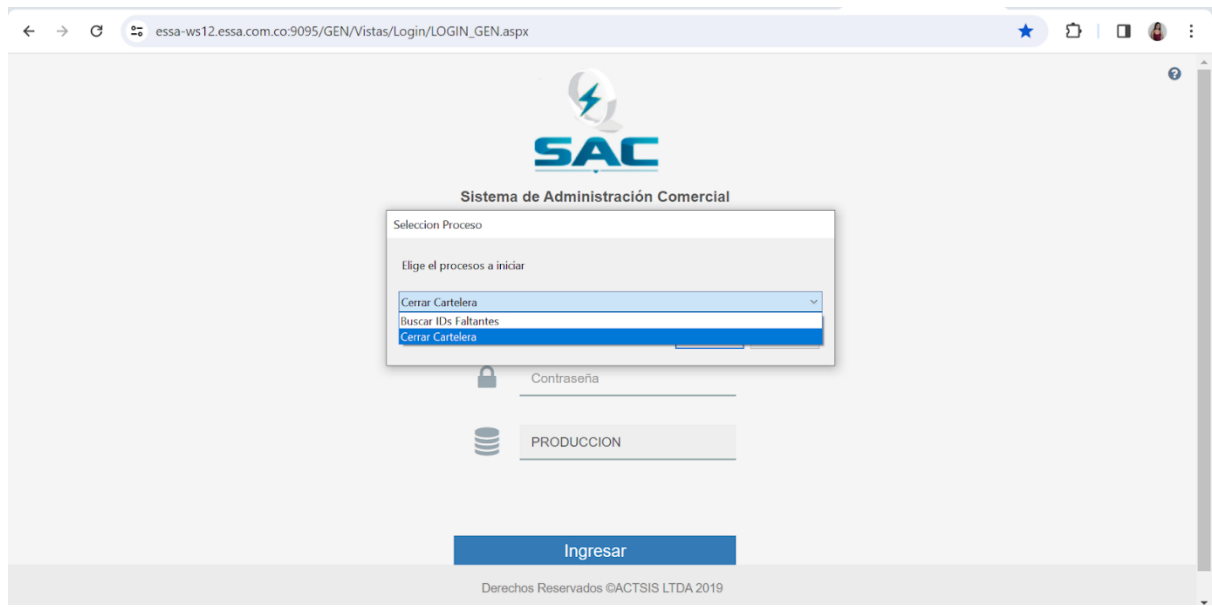 essa-ws12.essa.com.co:9095/GEN/Vistas/Login/LOGIN_GEN.aspx
SAC
Sistema de Administración Comercial
Seleccion Proceso
Elige el procesos a iniciar
Cerrar Cartelera
Buscar IDs Faltantes
Cerrar Cartelera
Contraseña
PRODUCCION
Ingresar
Derechos Reservados ©ACTSIS LTDA 2019